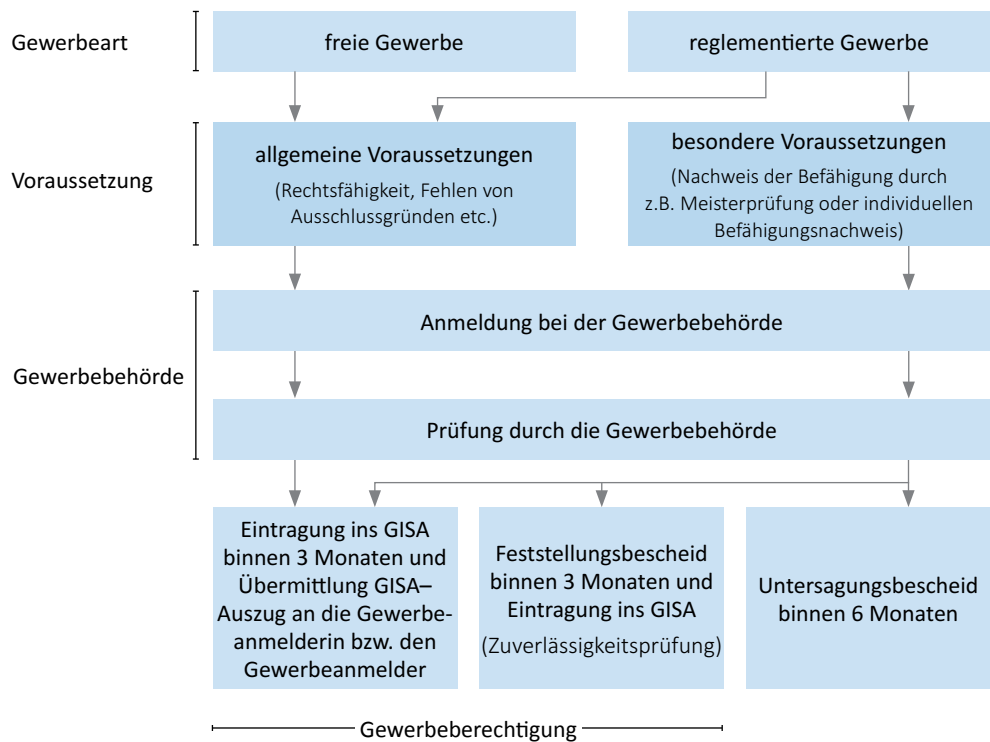 Gewerbeart
freie Gewerbe
reglementierte Gewerbe
Voraussetzung
allgemeine Voraussetzungen
(Rechtsfähigkeit, Fehlen von
Ausschlussgründen etc.)
besondere Voraussetzungen
(Nachweis der Befähigung durch
z.B. Meisterprüfung oder individuellen
Befähigungsnachweis)
Gewerbebehörde
Anmeldung bei der Gewerbebehörde
Prüfung durch die Gewerbebehörde
Eintragung ins GISA
binnen 3 Monaten und
Übermittlung GISA–
Auszug an die Gewerbe-
anmelderin bzw. den
Gewerbeanmelder
Feststellungsbescheid
binnen 3 Monaten und
Eintragung ins GISA
(Zuverlässigkeitsprüfung)
Untersagungsbescheid
binnen 6 Monaten
Gewerbeberechtigung